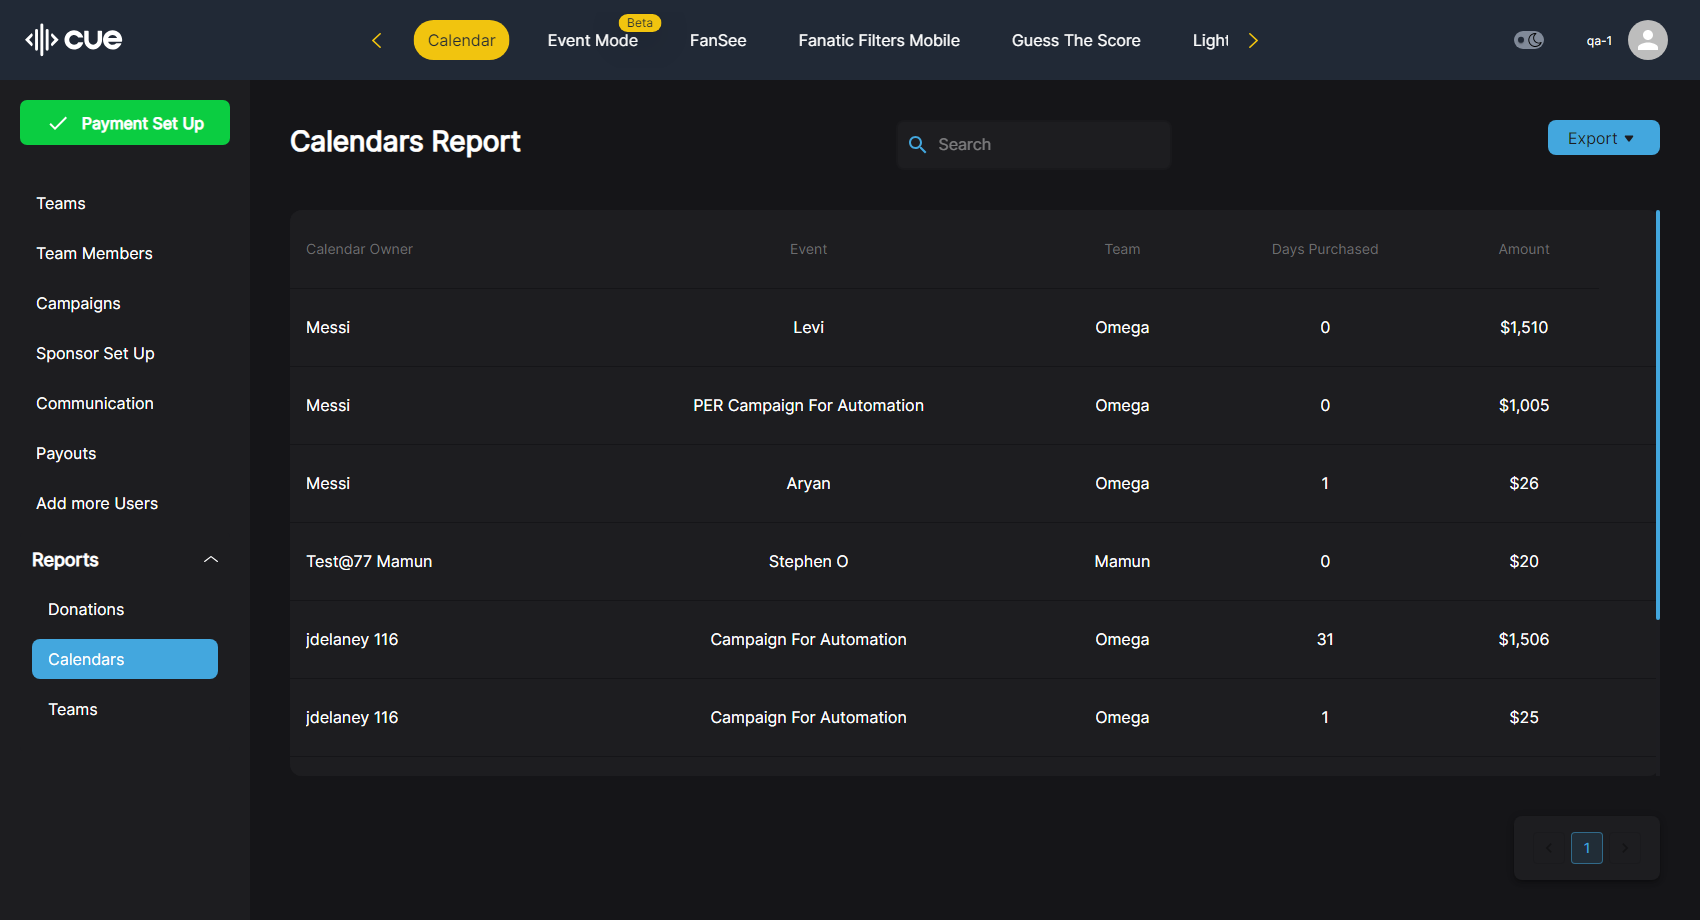 cue
Calendar
Event Mode
Beta
FanSee
Fanatic Filters Mobile
Guess The Score
Light
qa-1
Payment Set Up
Teams
Team Members
Campaigns
Sponsor Set Up
Communication
Payouts
Add more Users
Reports
Donations
Calendars
Teams
Calendars Report
Search
Export
Calendar Owner Event Team Days Purchased Amount
Messi Levi Omega 0 $1,510
Messi PER Campaign For Automation Omega 0 $1,005
Messi Aryan Omega 1 $26
Test@77 Mamun Stephen O Mamun 0 $20
jdelaney 116 Campaign For Automation Omega 31 $1,506
jdelaney 116 Campaign For Automation Omega 1 $25
1